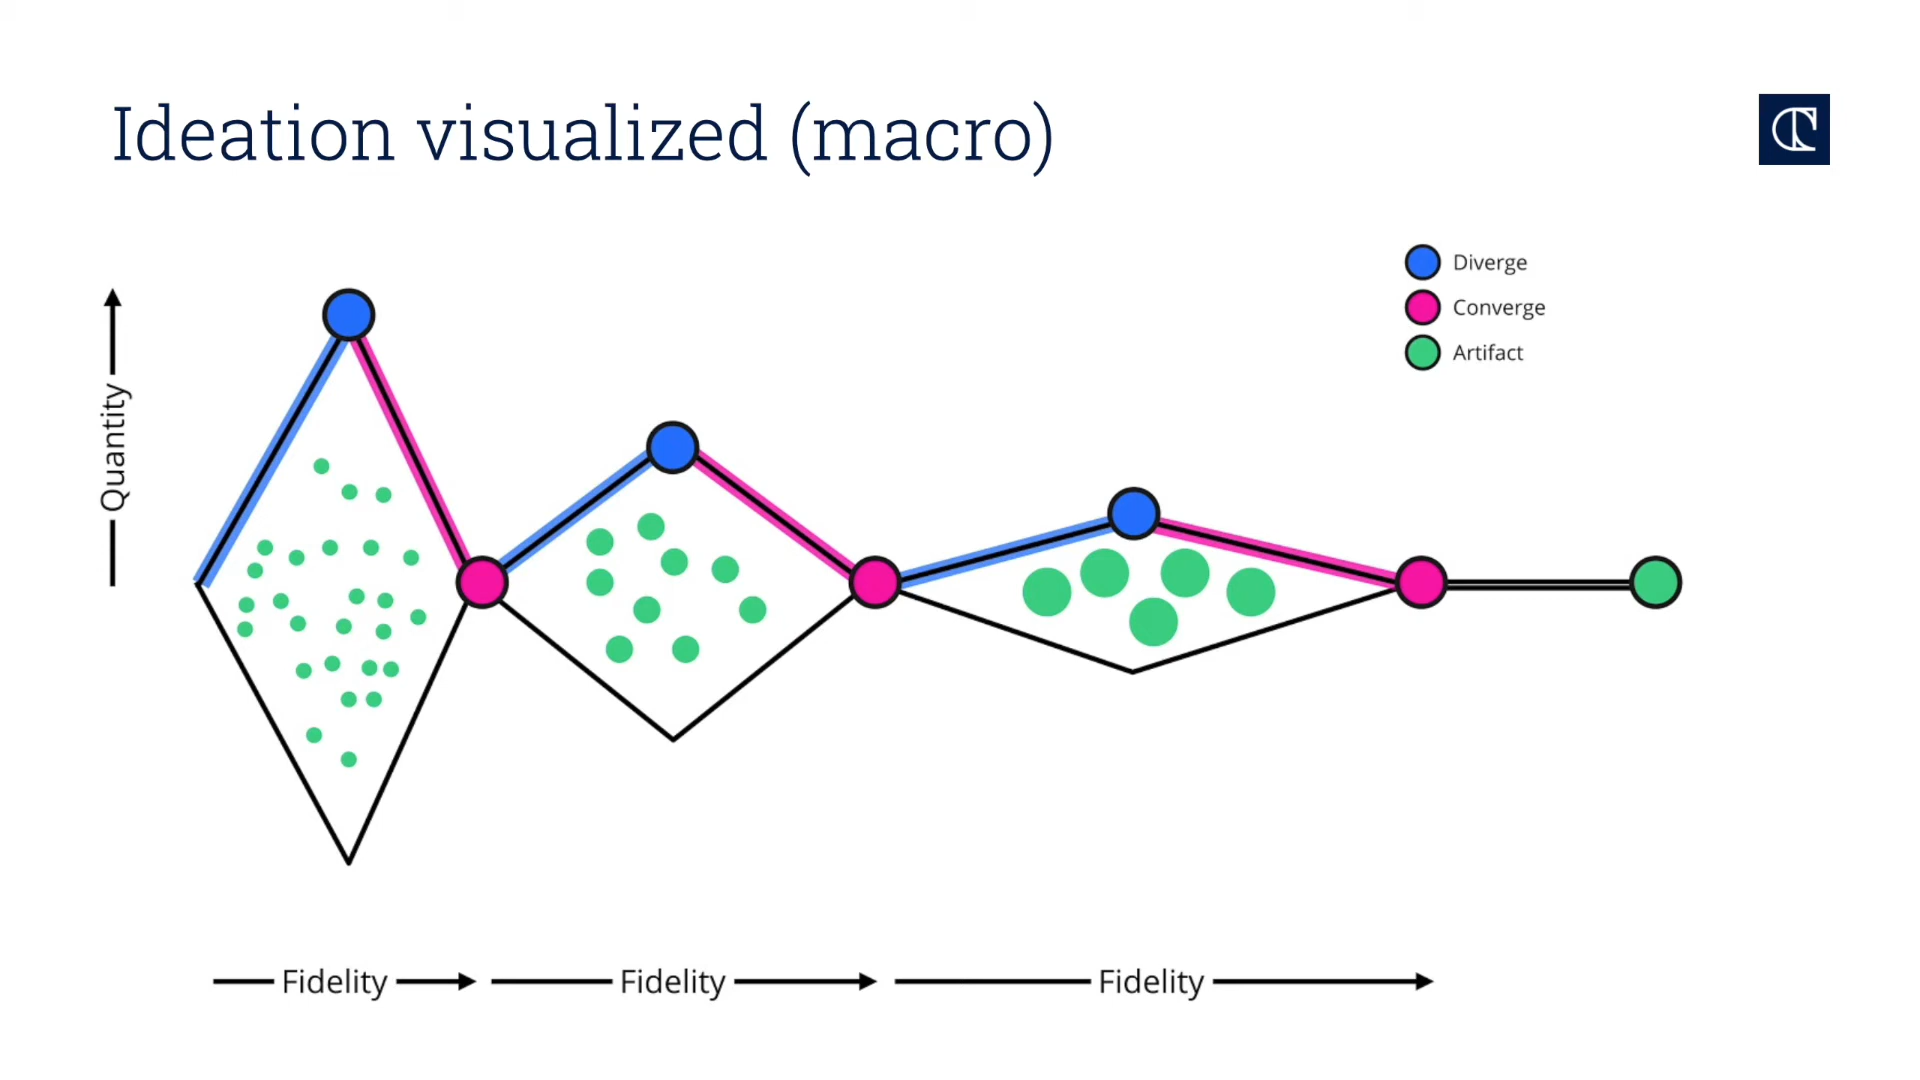 Ideation visualized (macro)
Diverge
Converge
Artifact
Quantity
Fidelity
Fidelity
Fidelity